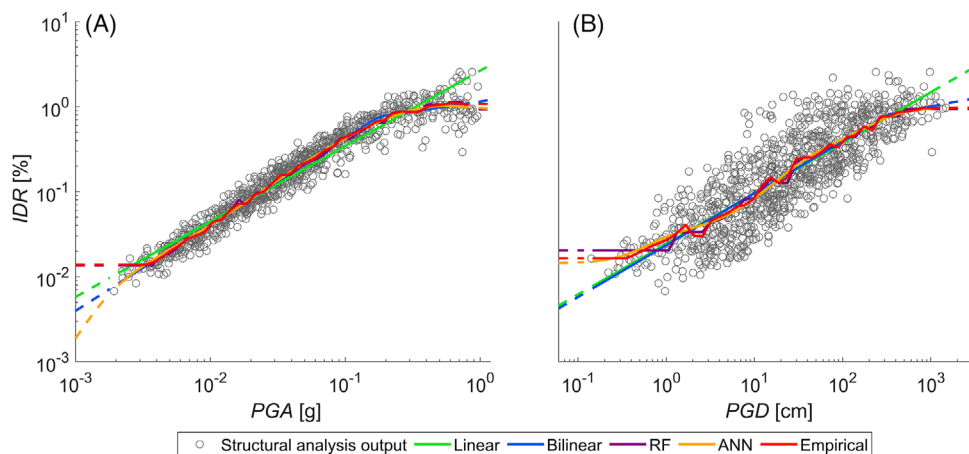 (A)
(B)
IDR [%]
10^1
10^0
10^-1
10^-2
10^-3
10^-3 10^-2 10^-1 10^0
PGA [g]
10^-1 10^0 10^1 10^2 10^3
PGD [cm]
Structural analysis output Linear Bilinear RF ANN Empirical